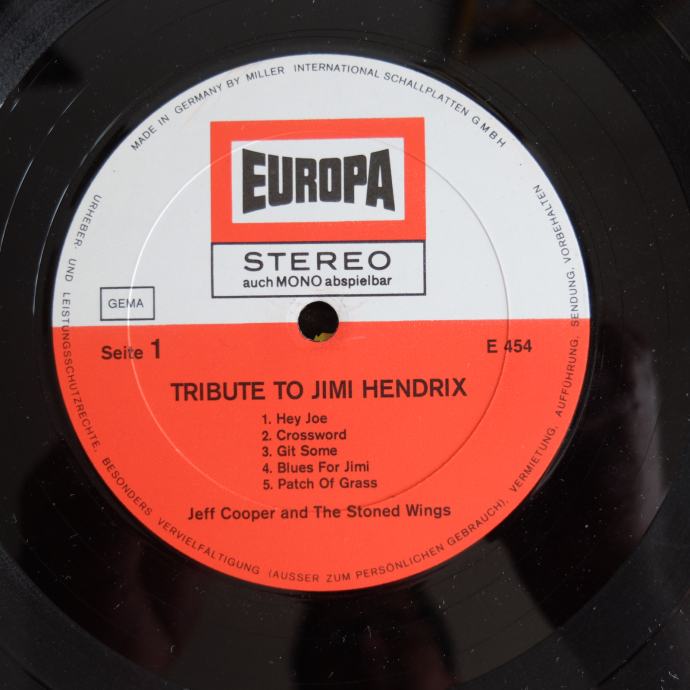 MADE IN GERMANY BY MILLER INTERNATIONAL SCHALLPLATTEN GMBH
EUROPA
STEREO
auch MONO abspielbar
GEMA
Seite 1
E 454
TRIBUTE TO JIMI HENDRIX
1. Hey Joe
2. Crossword
3. Git Some
4. Blues For Jimi
5. Patch Of Grass
Jeff Cooper and The Stoned Wings
URHEBER- UND LEISTUNGSSCHUTZRECHTE, BESONDERS VERVIELFÄLTIGUNG (AUSSER ZUM PERSÖNLICHEN GEBRAUCH), VERMIETUNG, AUFFÜHRUNG, SENDUNG, VORBEHALTEN